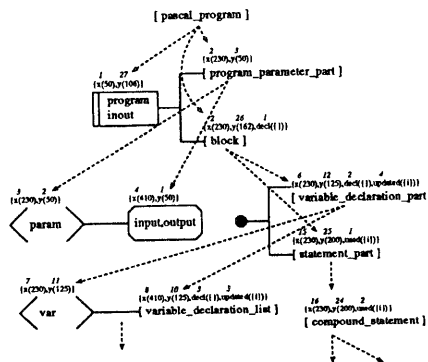 [ pascal_program ]
2 3
{x(230),y(50)}
[ program_parameter_part ]
1 27
{x(50),y(106)}
program
inout
2 26 1
{x(230),y(162),decl({})}
[ block ]
3 2
{x(230),y(50)}
param
4 1
{x(410),y(50)}
input,output
6 12 2 4
{x(230),y(125),decl({}),updated({i})}
[ variable_declaration_part ]
13 25 1
{x(230),y(200),used({i})}
[ statement_part ]
7 11
{x(230),y(125)}
var
8 10 3 3
{x(410),y(125),decl({}),updated({i})}
[ variable_declaration_list ]
16 24 2
{x(230),y(200),used({i})}
[ compound_statement ]